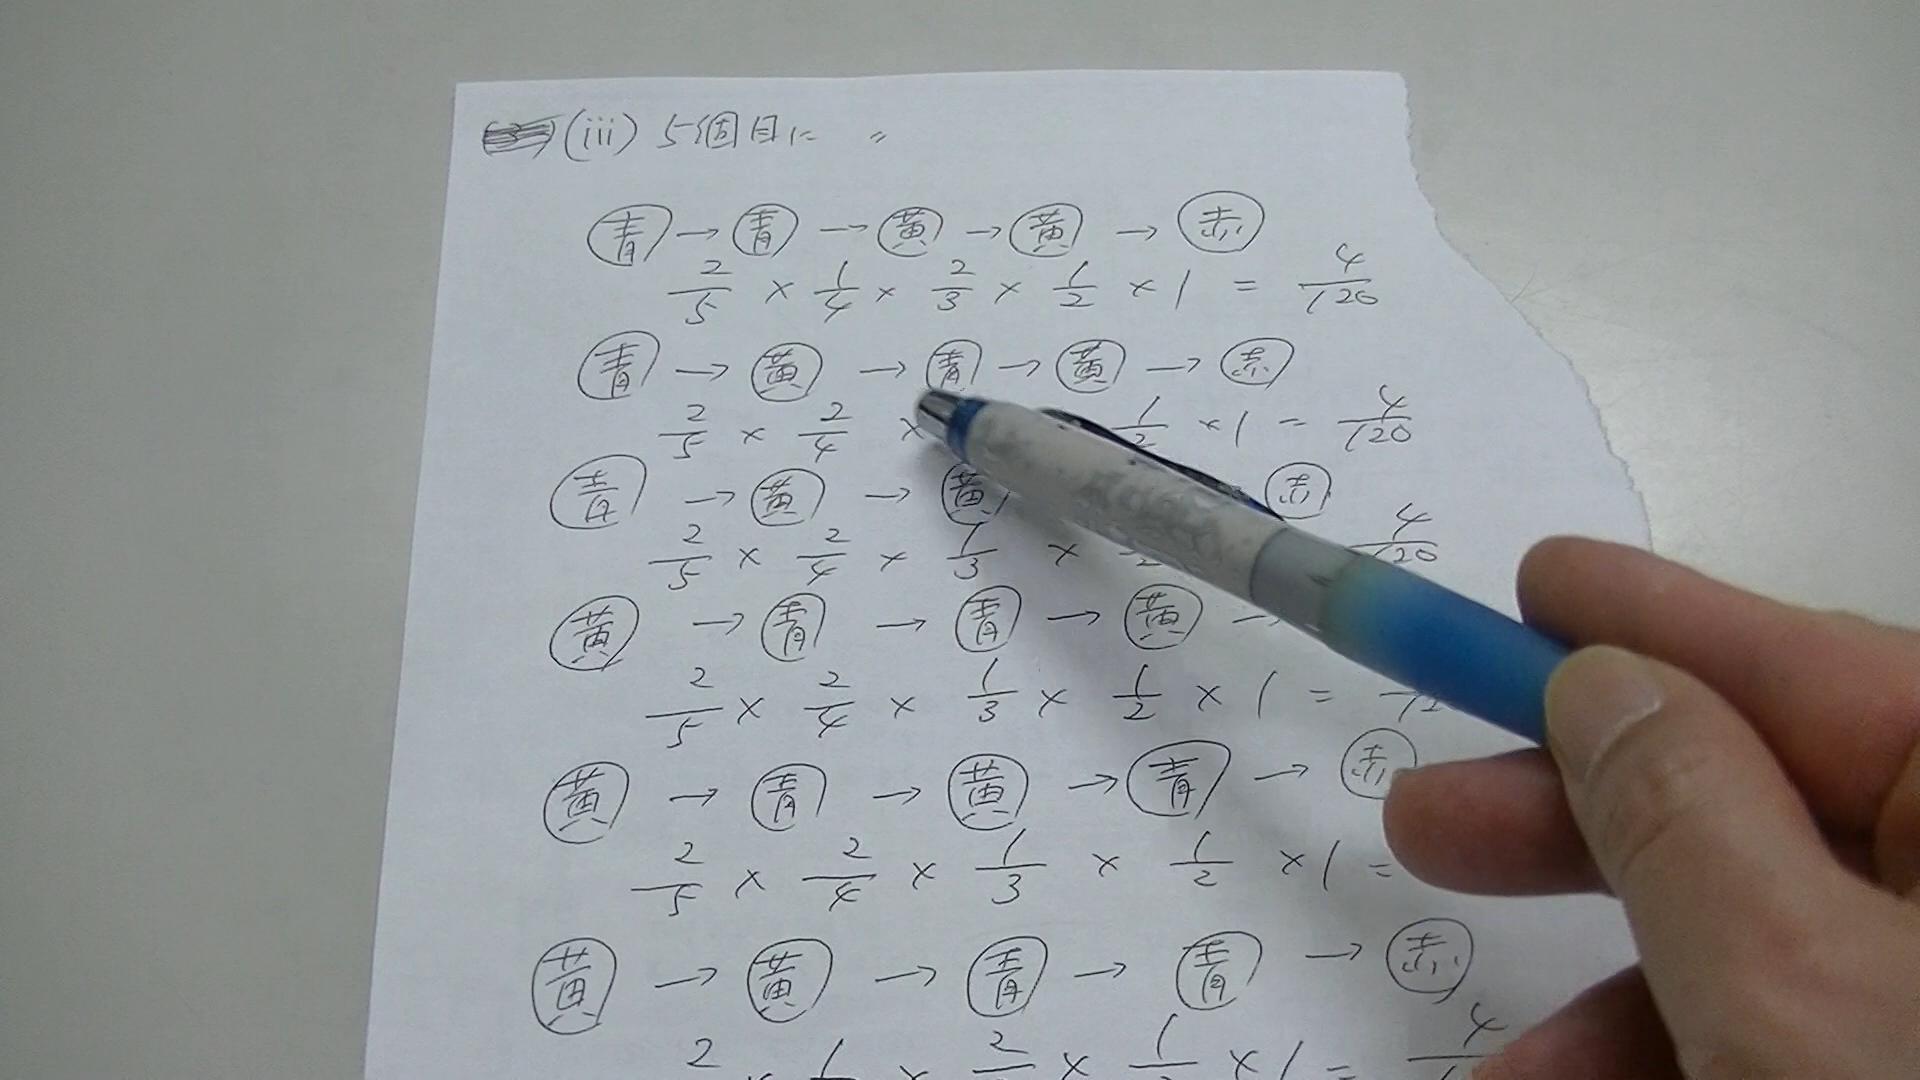 (iii) 5個目に 〃
青 → 青 → 黄 → 黄 → 赤
2/5 × 1/4 × 2/3 × 1/2 × 1 = 4/120
青 → 黄 → 青 → 黄 → 赤
2/5 × 2/4 × 1/2 × 1 = 4/120
青 → 黄 → 黄 赤
2/5 × 2/4 × 1/3 × 4/120
黄 → 青 → 青 → 黄 →
2/5 × 2/4 × 1/3 × 1/2 × 1 =
黄 → 青 → 黄 → 青 → 赤
2/5 × 2/4 × 1/3 × 1/2 × 1 =
黄 → 黄 → 青 → 青 → 赤
2 × 1 × 2 × 1 × 1 = 4